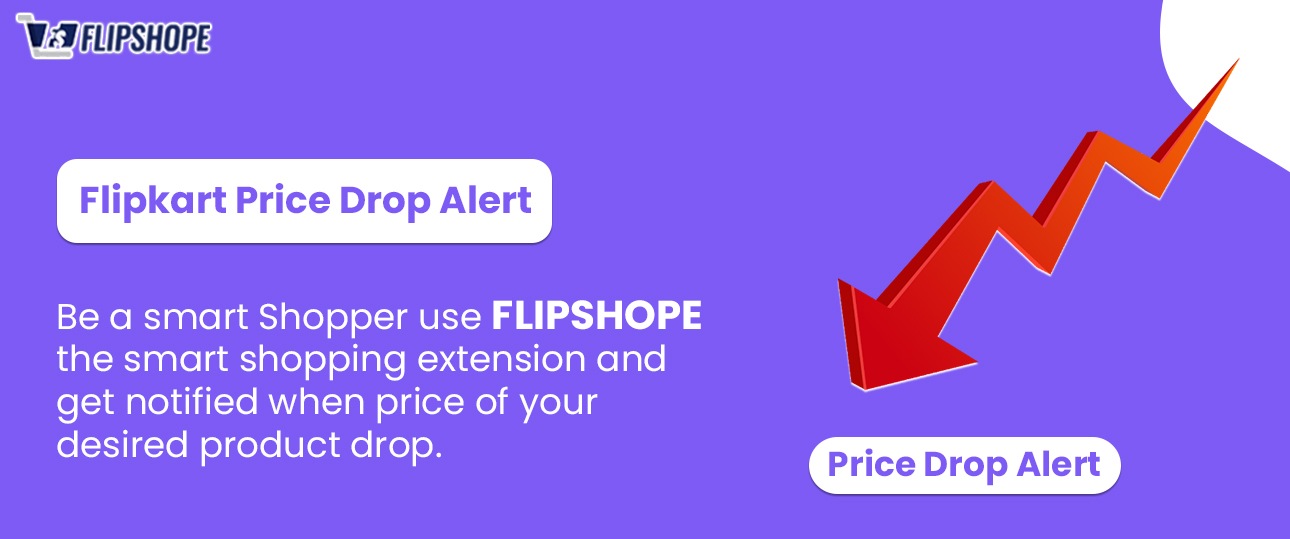 FLIPSHOPE
Flipkart Price Drop Alert
Be a smart Shopper use FLIPSHOPE
the smart shopping extension and
get notified when price of your
desired product drop.
Price Drop Alert